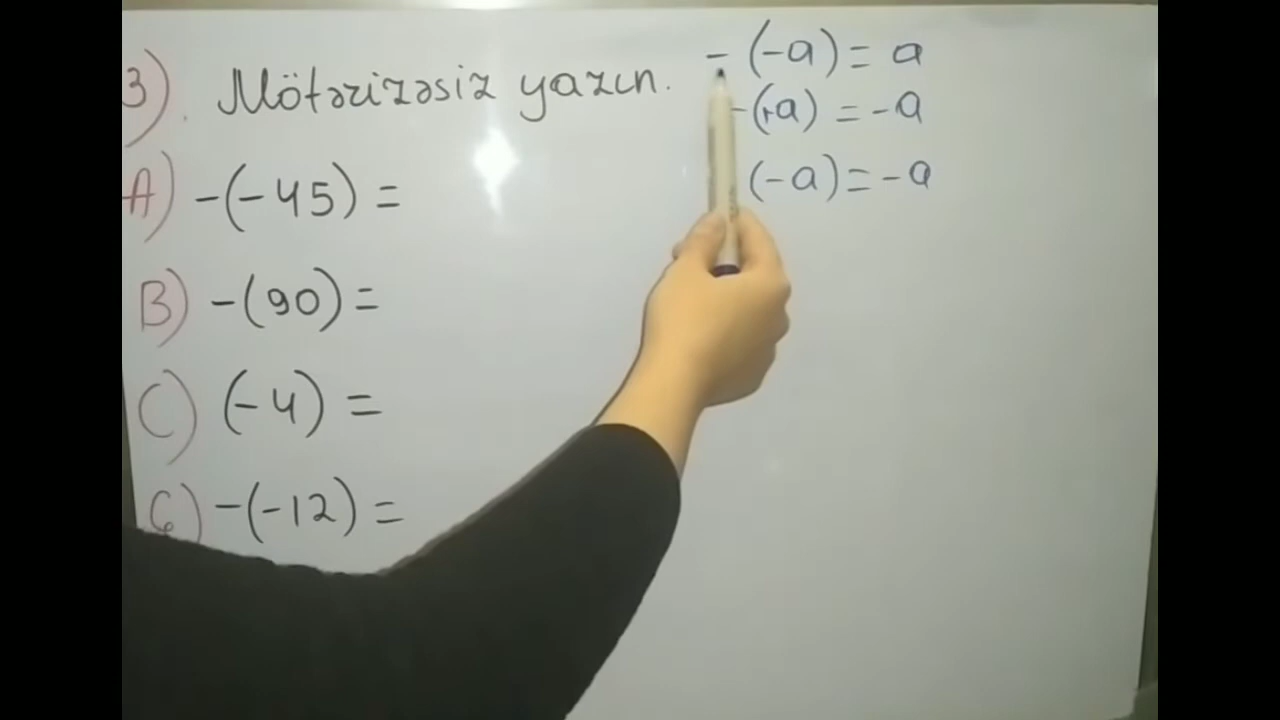 3). Mötərizəsiz yazın.
-(-a) = a
-(+a) = -a
(-a) = -a
A) -(-45) =
B) -(90) =
C) (-4) =
Ç) -(-12) =